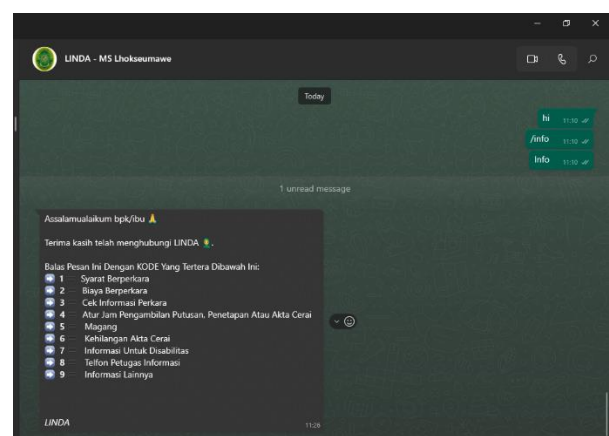 LINDA - MS Lhokseumawe
Today
hi 11:10
/info 11:10
Info 11:10
1 unread message
Assalamualaikum bpk/ibu 🙏
Terima kasih telah menghubungi LINDA
Balas Pesan Ini Dengan KODE Yang Tertera Dibawah Ini:
➡️ 1 Syarat Berperkara
➡️ 2 Biaya Berperkara
➡️ 3 Cek Informasi Perkara
➡️ 4 Atur Jam Pengambilan Putusan, Penetapan Atau Akta Cerai
➡️ 5 Magang
➡️ 6 Kehilangan Akta Cerai
➡️ 7 Informasi Untuk Disabilitas
➡️ 8 Telfon Petugas Informasi
➡️ 9 Informasi Lainnya
LINDA 11:26